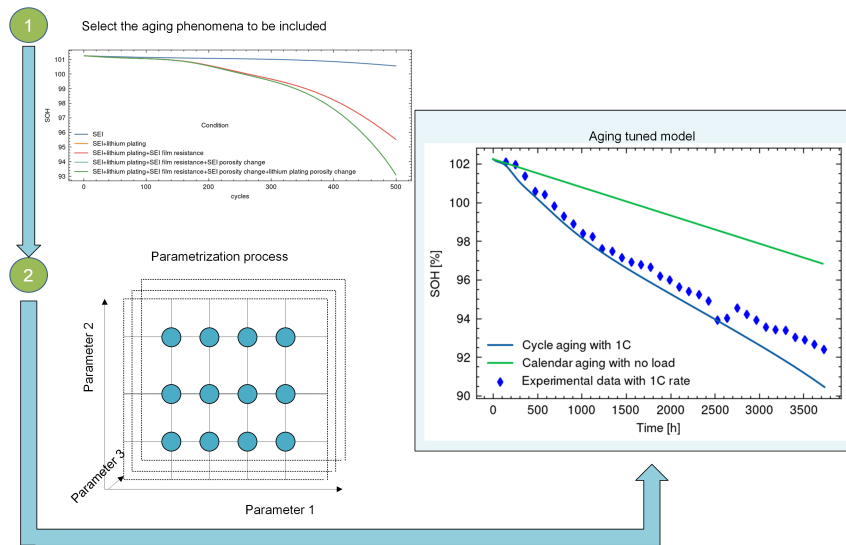 1
Select the aging phenomena to be included
101
100
99
98
97
96
95
94
93
SOH
Condition
SEI
SEI+lithium plating
SEI+lithium plating+SEI film resistance
SEI+lithium plating+SEI film resistance+SEI porosity change
SEI+lithium plating+SEI film resistance+SEI porosity change+lithium plating porosity change
0 100 200 300 400 500
cycles
2
Parametrization process
Parameter 2
Parameter 3
Parameter 1
Aging tuned model
102
100
98
96
94
92
90
SOH [%]
Cycle aging with 1C
Calendar aging with no load
Experimental data with 1C rate
0 500 1000 1500 2000 2500 3000 3500
Time [h]